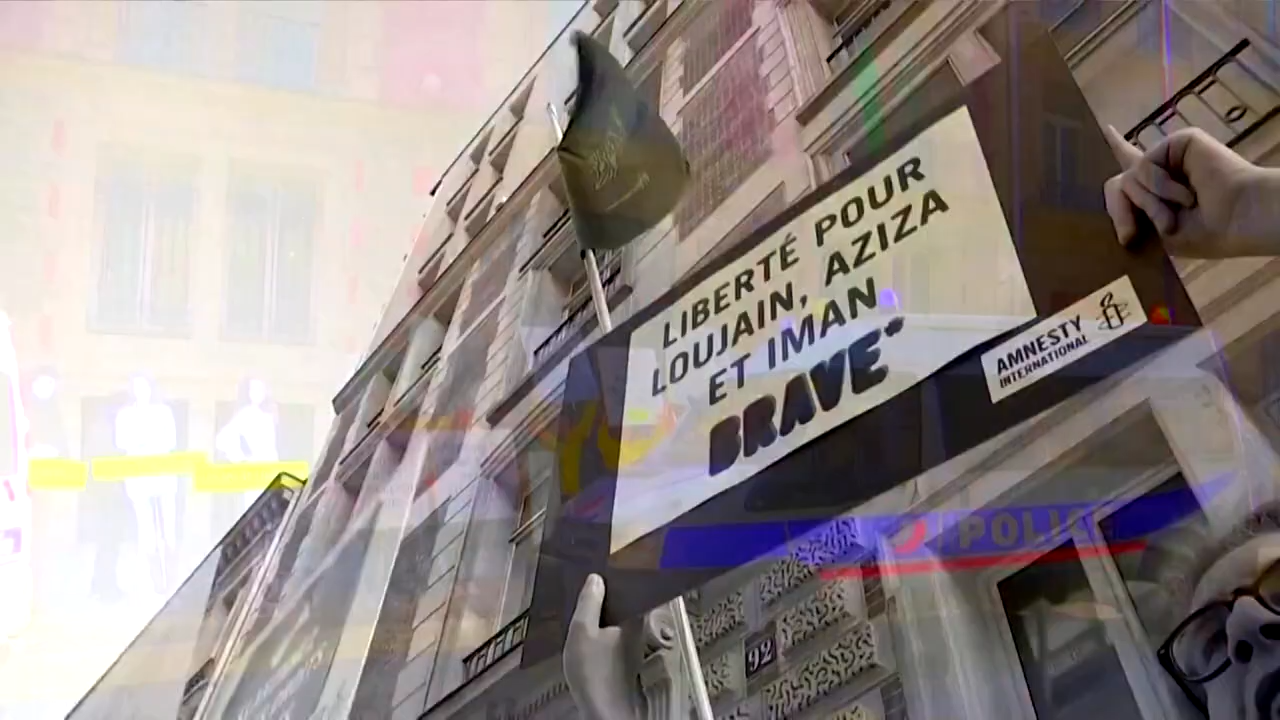 LIBERTÉ POUR
LOUJAIN, AZIZA
ET IMAN
BRAVE*
AMNESTY
INTERNATIONAL
POLICE
92